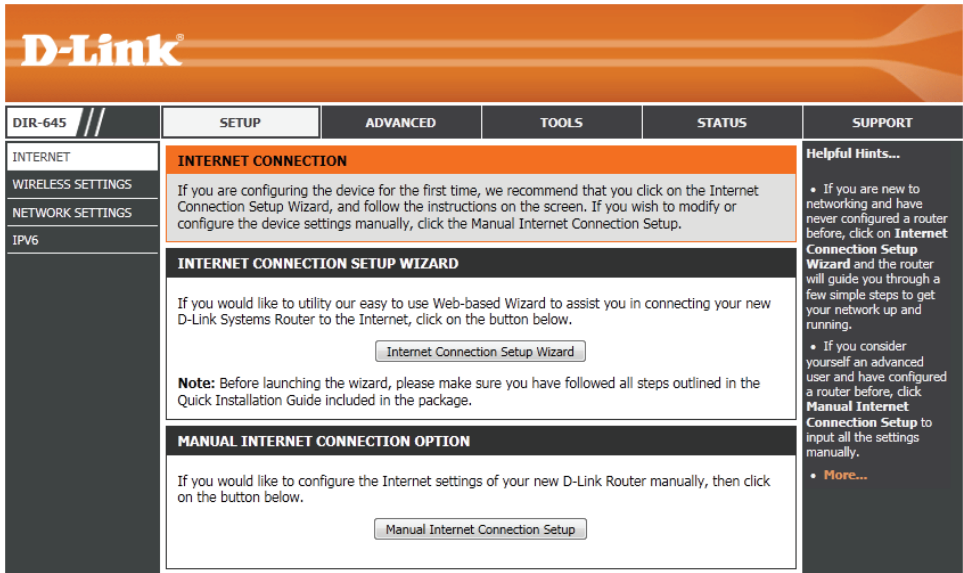 D-Link®
DIR-645
SETUP
ADVANCED
TOOLS
STATUS
SUPPORT
INTERNET
WIRELESS SETTINGS
NETWORK SETTINGS
IPV6
INTERNET CONNECTION
If you are configuring the device for the first time, we recommend that you click on the Internet
Connection Setup Wizard, and follow the instructions on the screen. If you wish to modify or
configure the device settings manually, click the Manual Internet Connection Setup.
INTERNET CONNECTION SETUP WIZARD
If you would like to utility our easy to use Web-based Wizard to assist you in connecting your new
D-Link Systems Router to the Internet, click on the button below.
Internet Connection Setup Wizard
Note: Before launching the wizard, please make sure you have followed all steps outlined in the
Quick Installation Guide included in the package.
MANUAL INTERNET CONNECTION OPTION
If you would like to configure the Internet settings of your new D-Link Router manually, then click
on the button below.
Manual Internet Connection Setup
Helpful Hints...
• If you are new to
networking and have
never configured a router
before, click on Internet
Connection Setup
Wizard and the router
will guide you through a
few simple steps to get
your network up and
running.
• If you consider
yourself an advanced
user and have configured
a router before, click
Manual Internet
Connection Setup to
input all the settings
manually.
• More...